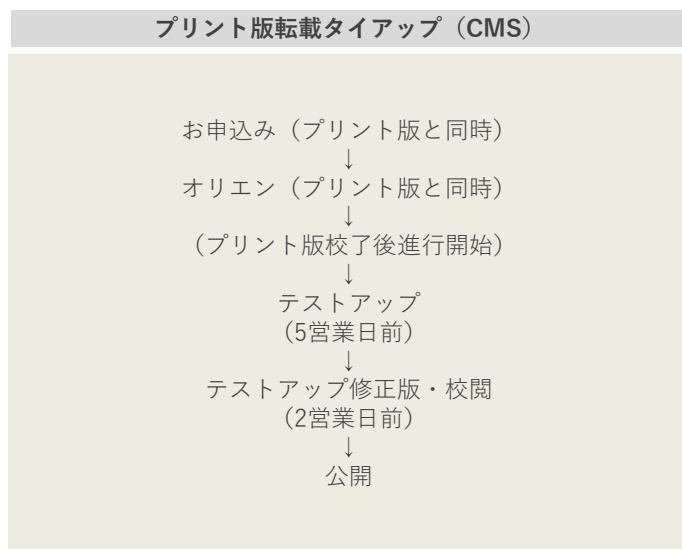 プリント版転載タイアップ（CMS）
お申込み（プリント版と同時）
↓
オリエン（プリント版と同時）
↓
（プリント版校了後進行開始）
↓
テストアップ
（5営業日前）
↓
テストアップ修正版・校閲
（2営業日前）
↓
公開